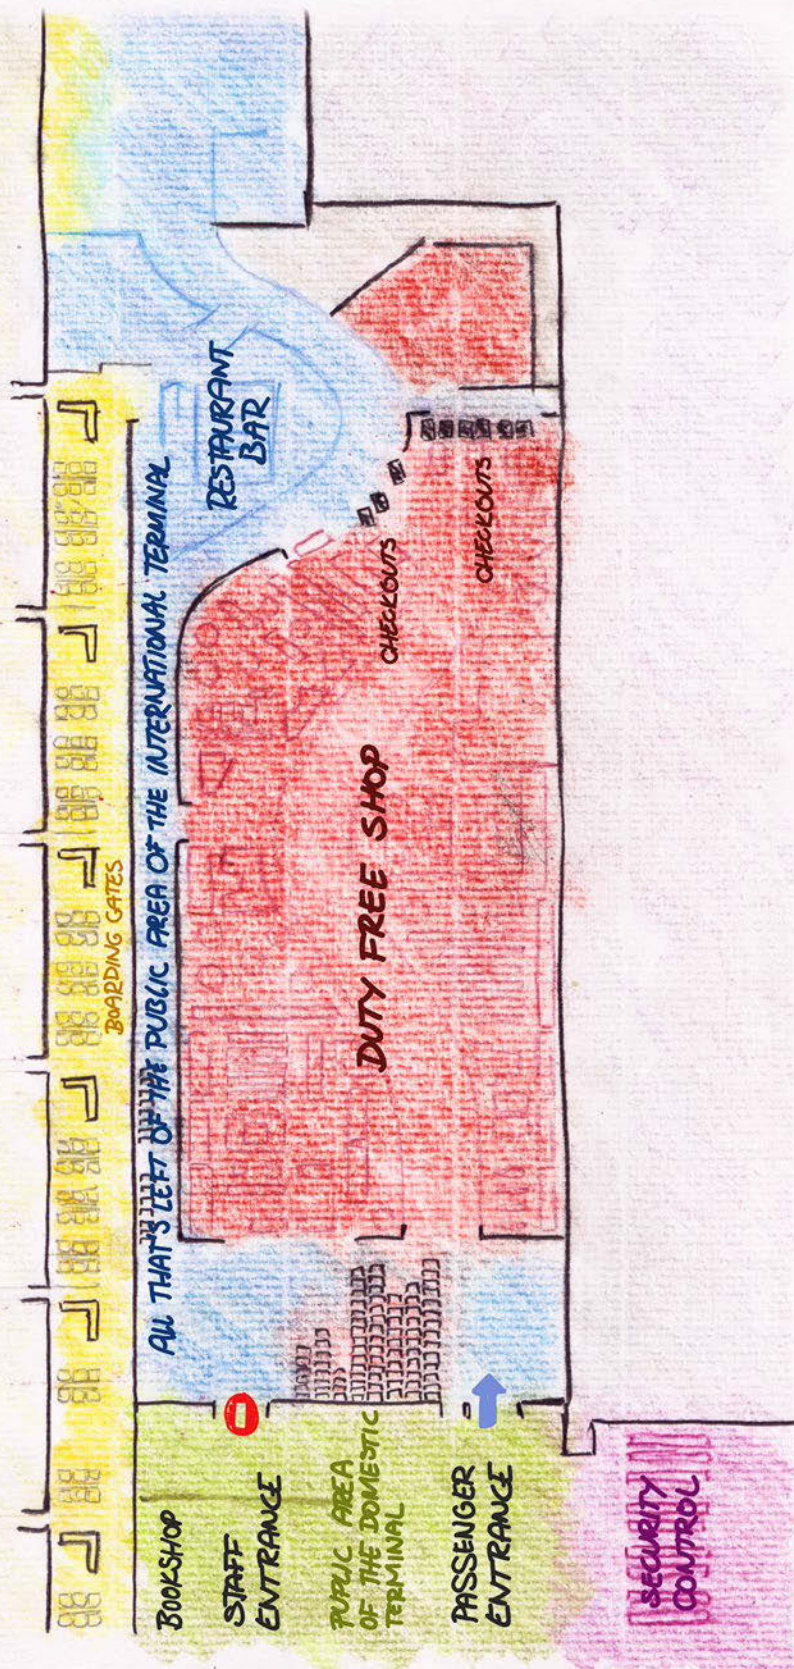 RESTAURANT
BAR
ALL THAT'S LEFT OF THE PUBLIC AREA OF THE INTERNATIONAL TERMINAL
CHECKOUTS
CHECKOUTS
DUTY FREE SHOP
BOARDING GATES
BOOKSHOP
STAFF
ENTRANCE
PUPLIC AREA
OF THE DOMESTIC
TERMINAL
PASSENGER
ENTRANCE
SECURITY
CONTROL